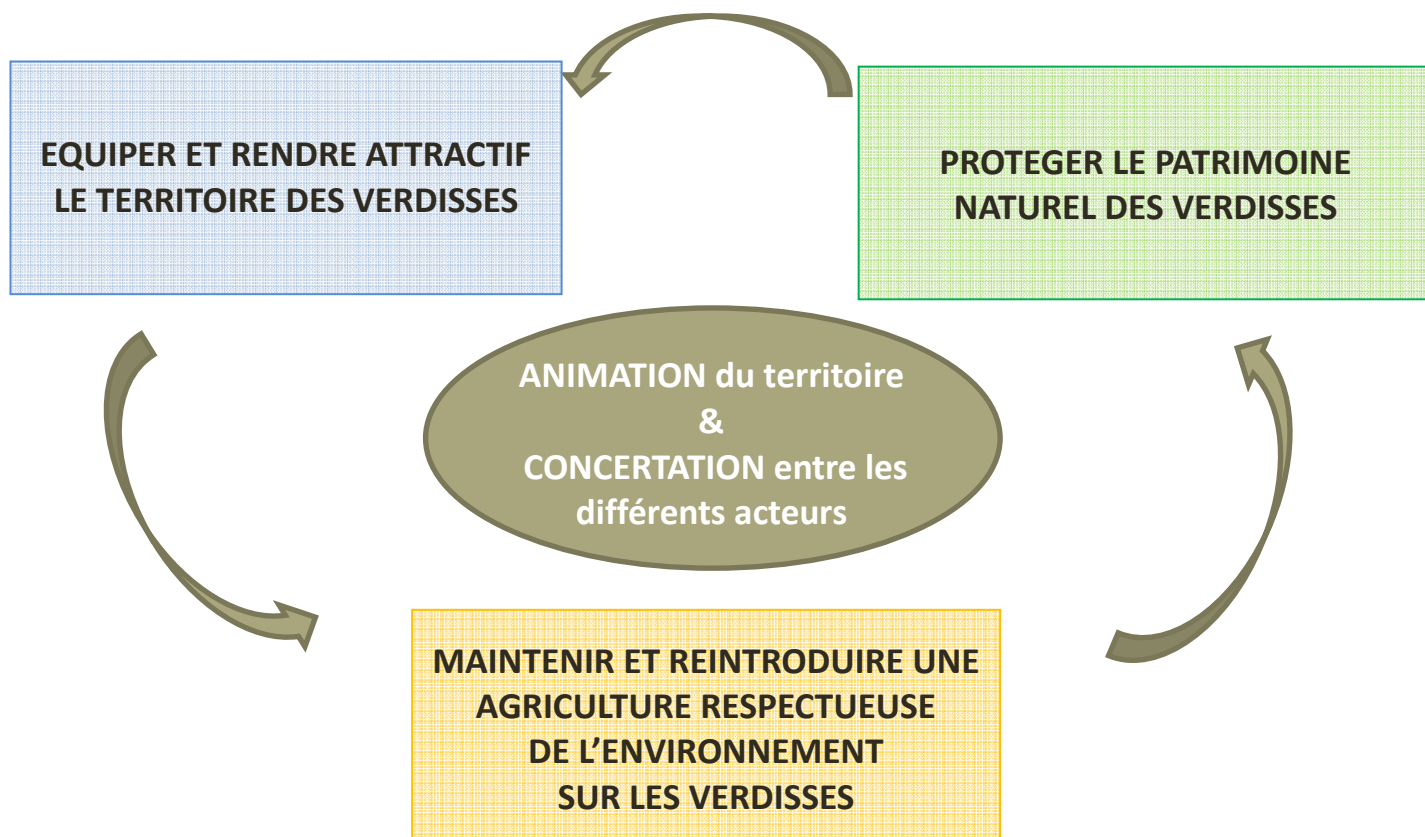 EQUIPER ET RENDRE ATTRACTIF
LE TERRITOIRE DES VERDISSES
PROTEGER LE PATRIMOINE
NATUREL DES VERDISSES
ANIMATION du territoire
&
CONCERTATION entre les
différents acteurs
MAINTENIR ET REINTRODUIRE UNE
AGRICULTURE RESPECTUEUSE
DE L’ENVIRONNEMENT
SUR LES VERDISSES